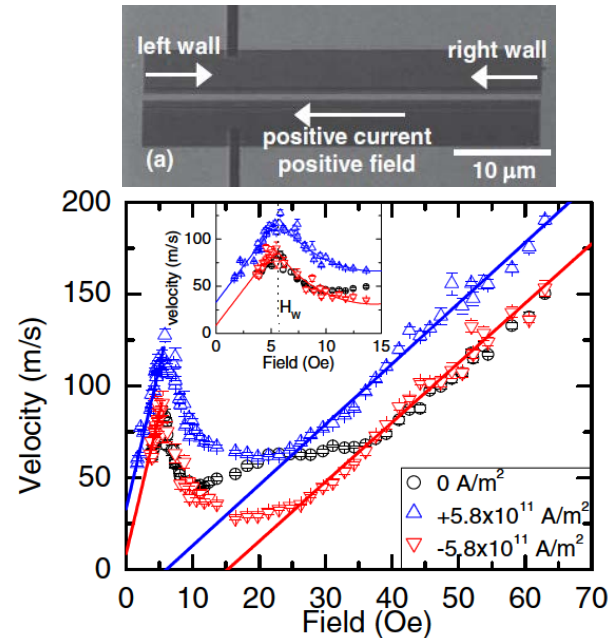 left wall
right wall
positive current
positive field
(a)
10 μm
200
150
100
50
0
Velocity (m/s)
100
50
0
velocity (m/s)
H_W
0 5 10 15
Field (Oe)
0 A/m²
+5.8x10¹¹ A/m²
-5.8x10¹¹ A/m²
0 10 20 30 40 50 60 70
Field (Oe)